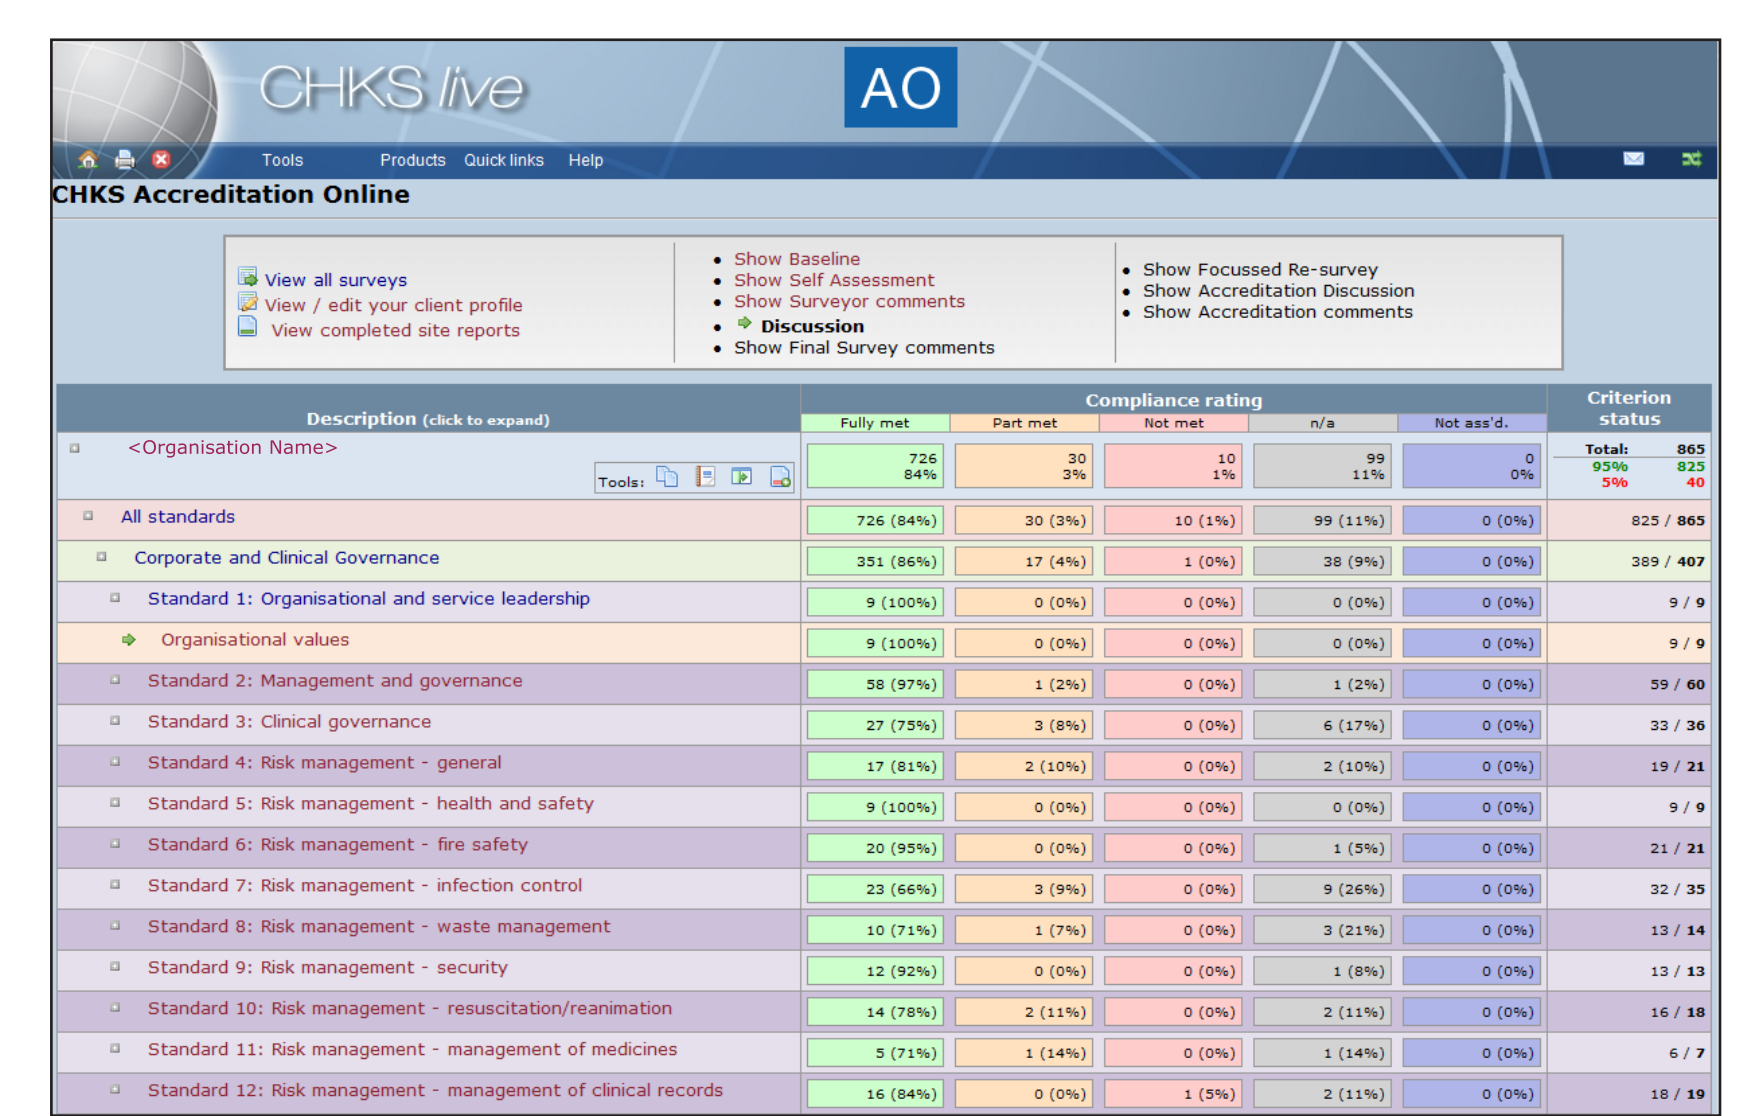 CHKS live
AO
Tools Products Quick links Help
CHKS Accreditation Online
View all surveys
View / edit your client profile
View completed site reports
Show Baseline
Show Self Assessment
Show Surveyor comments
Discussion
Show Final Survey comments
Show Focussed Re-survey
Show Accreditation Discussion
Show Accreditation comments
Description (click to expand) Compliance rating Criterion status
Fully met Part met Not met n/a Not ass'd.
<Organisation Name> 726 30 10 99 0 Total: 865
84% 3% 1% 11% 0% 95% 825
Tools: 5% 40
All standards 726 (84%) 30 (3%) 10 (1%) 99 (11%) 0 (0%) 825 / 865
Corporate and Clinical Governance 351 (86%) 17 (4%) 1 (0%) 38 (9%) 0 (0%) 389 / 407
Standard 1: Organisational and service leadership 9 (100%) 0 (0%) 0 (0%) 0 (0%) 0 (0%) 9 / 9
Organisational values 9 (100%) 0 (0%) 0 (0%) 0 (0%) 0 (0%) 9 / 9
Standard 2: Management and governance 58 (97%) 1 (2%) 0 (0%) 1 (2%) 0 (0%) 59 / 60
Standard 3: Clinical governance 27 (75%) 3 (8%) 0 (0%) 6 (17%) 0 (0%) 33 / 36
Standard 4: Risk management - general 17 (81%) 2 (10%) 0 (0%) 2 (10%) 0 (0%) 19 / 21
Standard 5: Risk management - health and safety 9 (100%) 0 (0%) 0 (0%) 0 (0%) 0 (0%) 9 / 9
Standard 6: Risk management - fire safety 20 (95%) 0 (0%) 0 (0%) 1 (5%) 0 (0%) 21 / 21
Standard 7: Risk management - infection control 23 (66%) 3 (9%) 0 (0%) 9 (26%) 0 (0%) 32 / 35
Standard 8: Risk management - waste management 10 (71%) 1 (7%) 0 (0%) 3 (21%) 0 (0%) 13 / 14
Standard 9: Risk management - security 12 (92%) 0 (0%) 0 (0%) 1 (8%) 0 (0%) 13 / 13
Standard 10: Risk management - resuscitation/reanimation 14 (78%) 2 (11%) 0 (0%) 2 (11%) 0 (0%) 16 / 18
Standard 11: Risk management - management of medicines 5 (71%) 1 (14%) 0 (0%) 1 (14%) 0 (0%) 6 / 7
Standard 12: Risk management - management of clinical records 16 (84%) 0 (0%) 1 (5%) 2 (11%) 0 (0%) 18 / 19